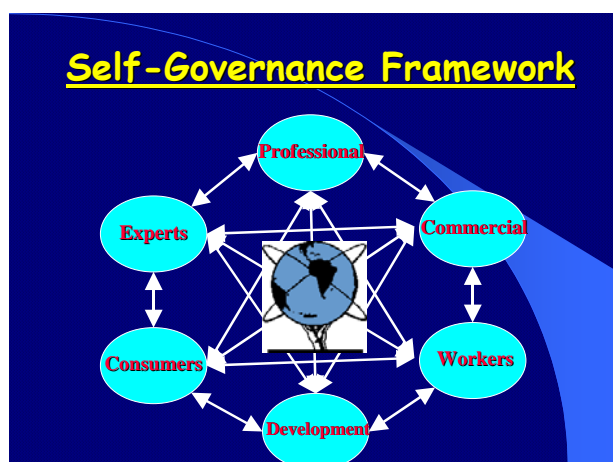 Self-Governance Framework
Professional
Experts
Commercial
Consumers
Workers
Development